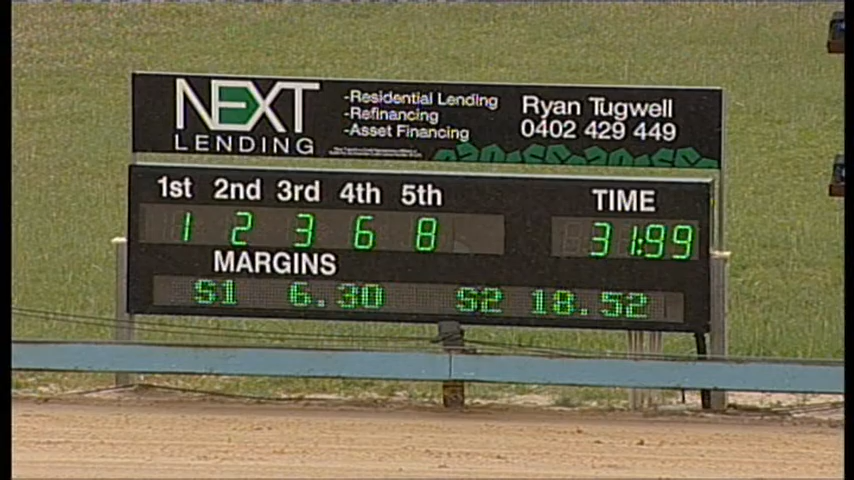 NEXT
LENDING
-Residential Lending
-Refinancing
-Asset Financing
Ryan Tugwell
0402 429 449
1st 2nd 3rd 4th 5th TIME
1 2 3 6 8 31:99
MARGINS
S1 6.30 S2 18.52